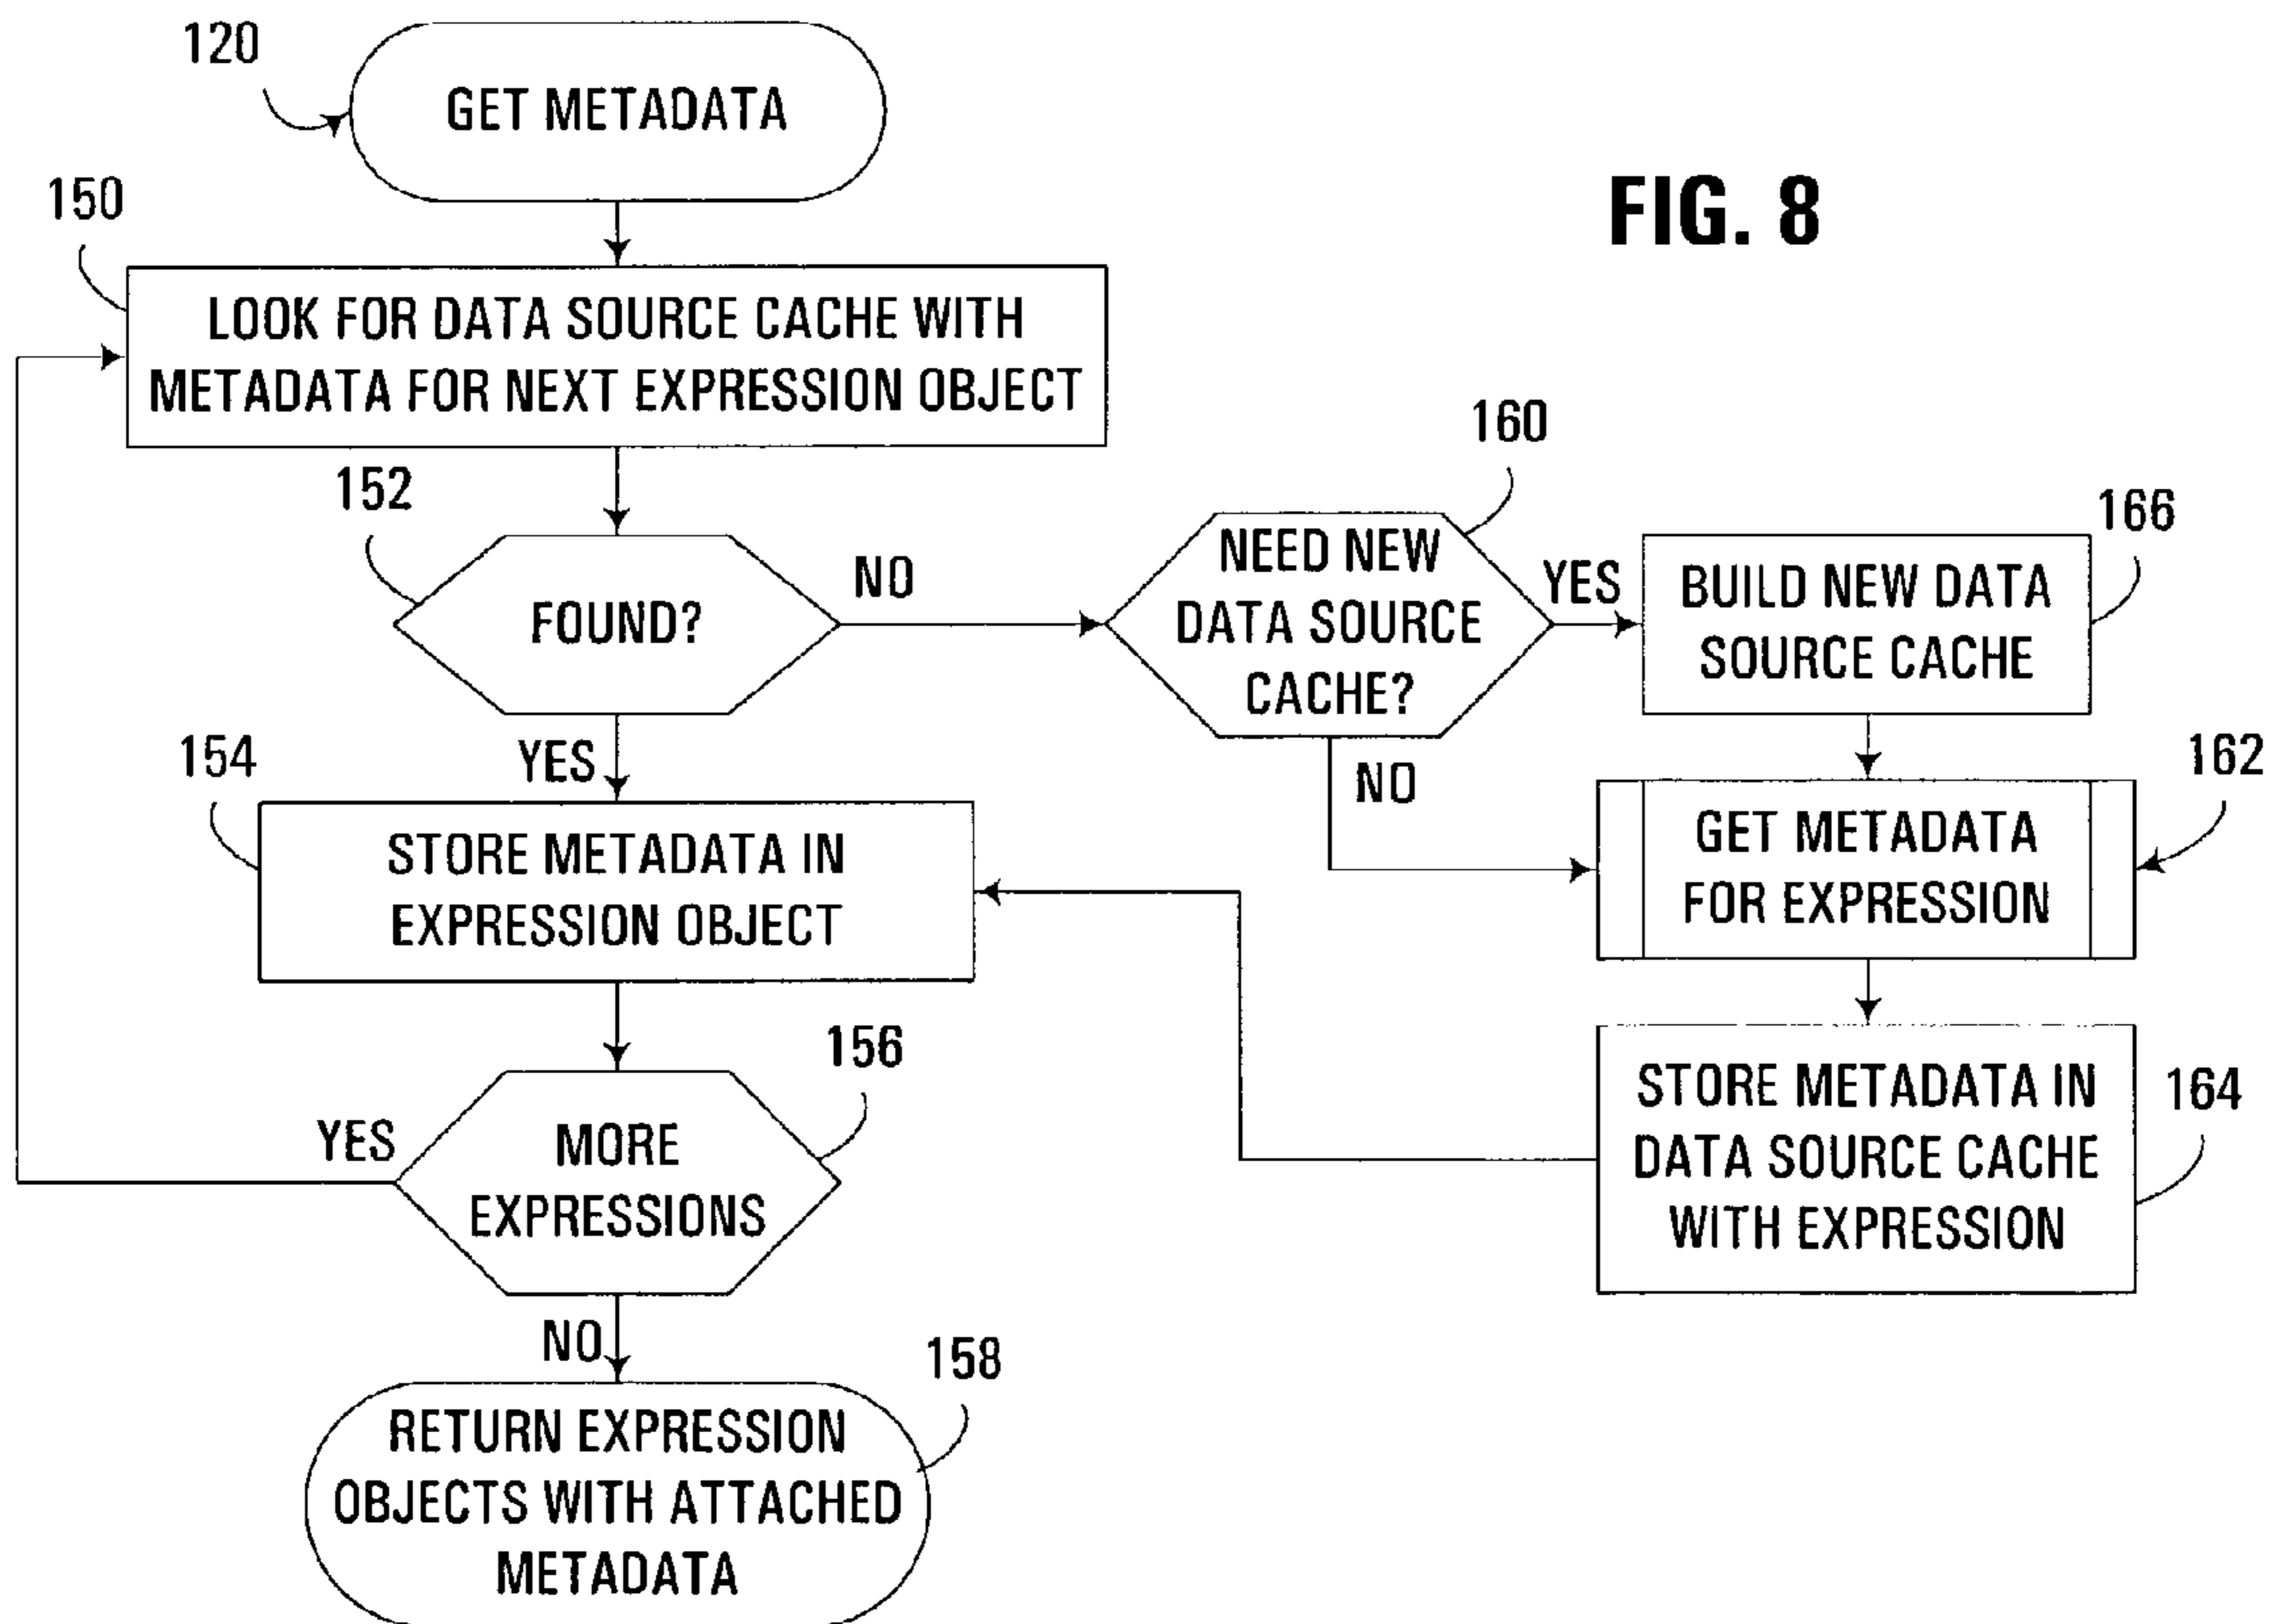 120
GET METADATA
FIG. 8
150
LOOK FOR DATA SOURCE CACHE WITH
METADATA FOR NEXT EXPRESSION OBJECT
152
FOUND?
NO
YES
160
NEED NEW
DATA SOURCE
CACHE?
YES
NO
166
BUILD NEW DATA
SOURCE CACHE
162
GET METADATA
FOR EXPRESSION
164
STORE METADATA IN
DATA SOURCE CACHE
WITH EXPRESSION
154
STORE METADATA IN
EXPRESSION OBJECT
156
MORE
EXPRESSIONS
YES
NO
158
RETURN EXPRESSION
OBJECTS WITH ATTACHED
METADATA